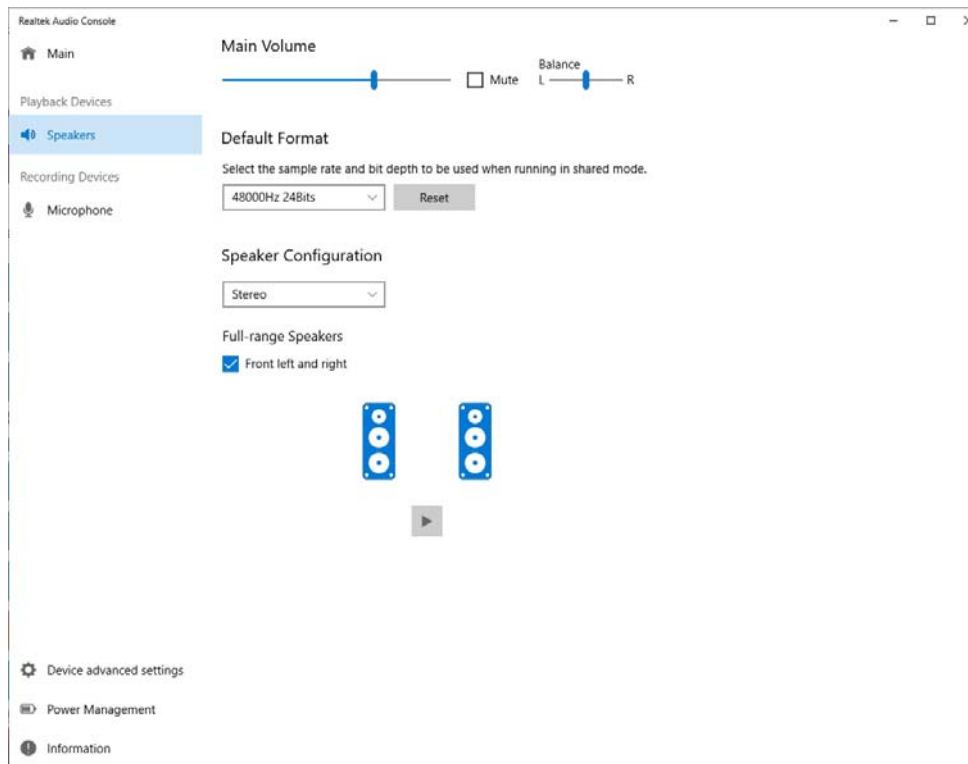 Realtek Audio Console
Main
Playback Devices
Speakers
Recording Devices
Microphone
Device advanced settings
Power Management
Information
Main Volume
Mute
Balance
L R
Default Format
Select the sample rate and bit depth to be used when running in shared mode.
48000Hz 24Bits
Reset
Speaker Configuration
Stereo
Full-range Speakers
Front left and right